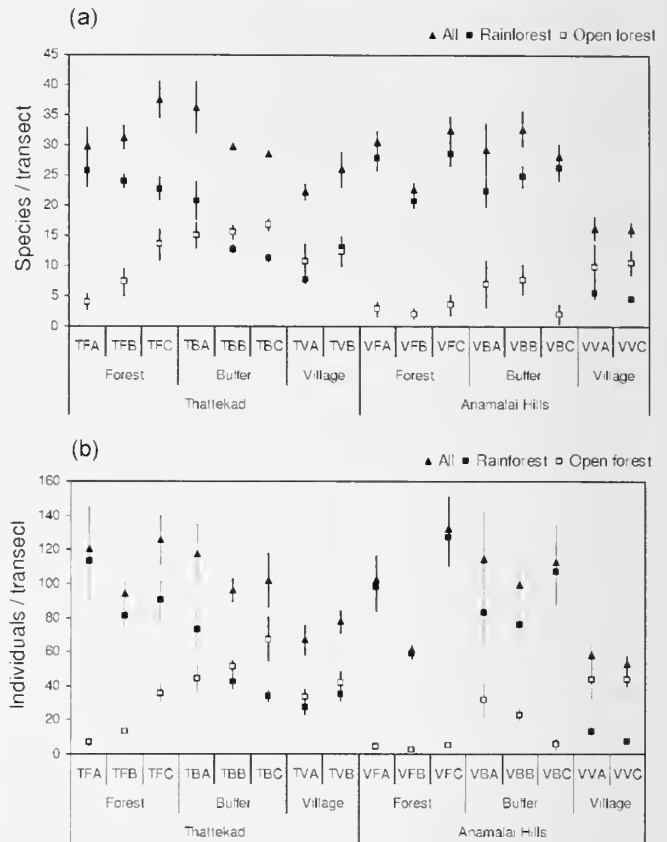 (a)
▲ All ■ Rainforest □ Open forest
Species / transect
45
40
35
30
25
20
15
10
5
0
TFA TFB TFC TBA TBB TBC TVA TVB VFA VFB VFC VBA VBB VBC VVA VVC
Forest Buffer Village Forest Buffer Village
Thattekad Anamalai Hills
(b)
▲ All ■ Rainforest □ Open forest
Individuals / transect
160
140
120
100
80
60
40
20
0
TFA TFB TFC TBA TBB TBC TVA TVB VFA VFB VFC VBA VBB VBC VVA VVC
Forest Buffer Village Forest Buffer Village
Thattekad Anamalai Hills